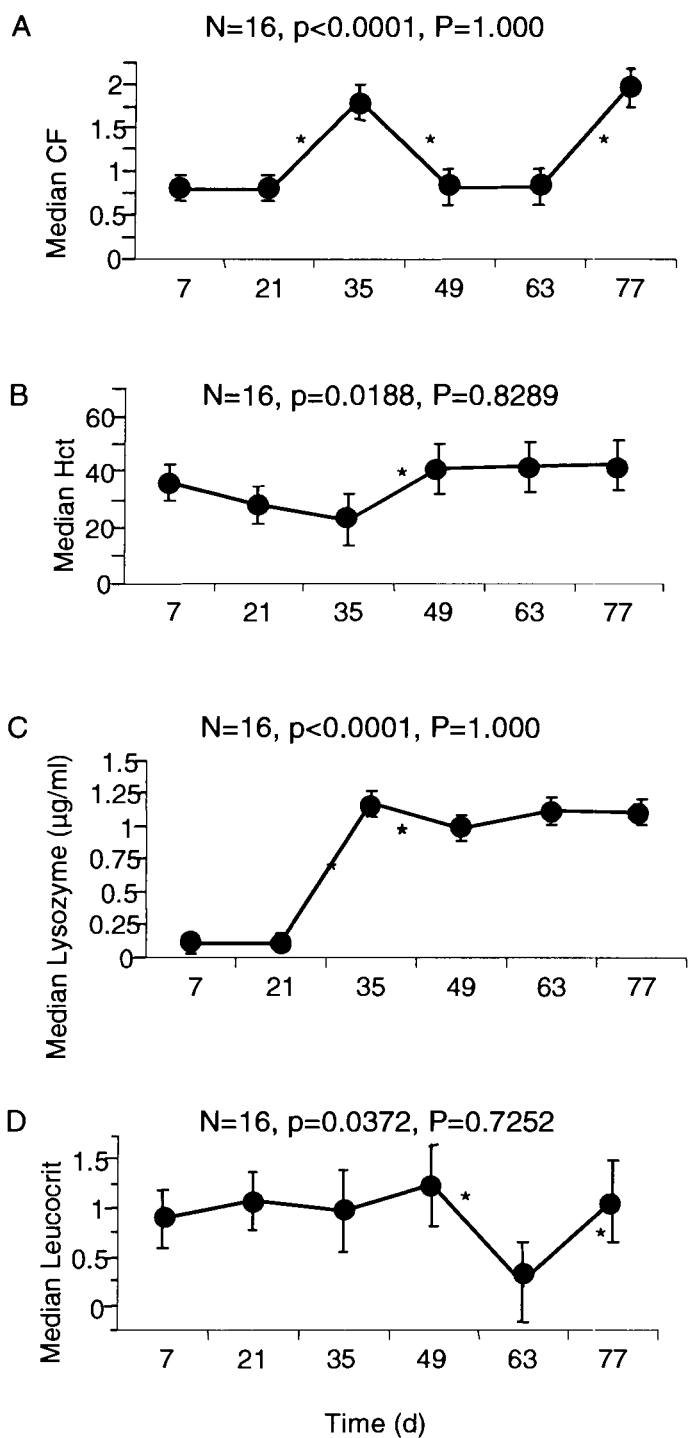 A
N=16, p<0.0001, P=1.000
Median CF
2
1.5
1
0.5
0
7 21 35 49 63 77
*
*
*
B
N=16, p=0.0188, P=0.8289
Median Hct
60
40
20
0
7 21 35 49 63 77
*
C
N=16, p<0.0001, P=1.000
Median Lysozyme (µg/ml)
1.5
1.25
1
0.75
0.5
0.25
0
7 21 35 49 63 77
*
*
D
N=16, p=0.0372, P=0.7252
Median Leucocrit
1.5
1
0.5
0
7 21 35 49 63 77
*
*
Time (d)